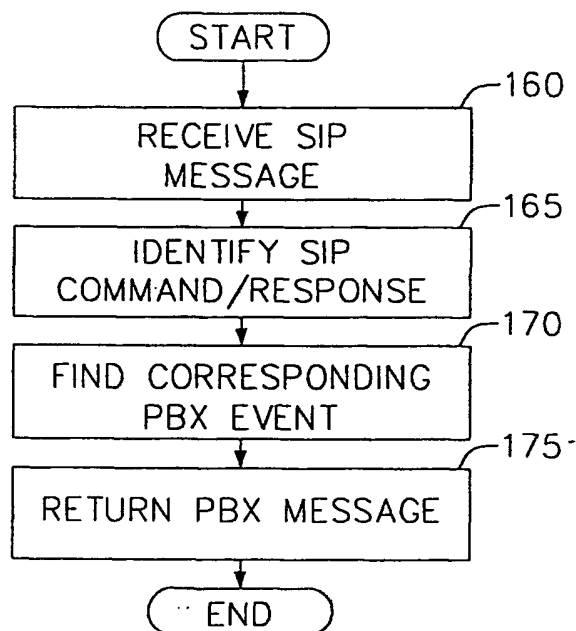 START
160
RECEIVE SIP
MESSAGE
165
IDENTIFY SIP
COMMAND/RESPONSE
170
FIND CORRESPONDING
PBX EVENT
175
RETURN PBX MESSAGE
END